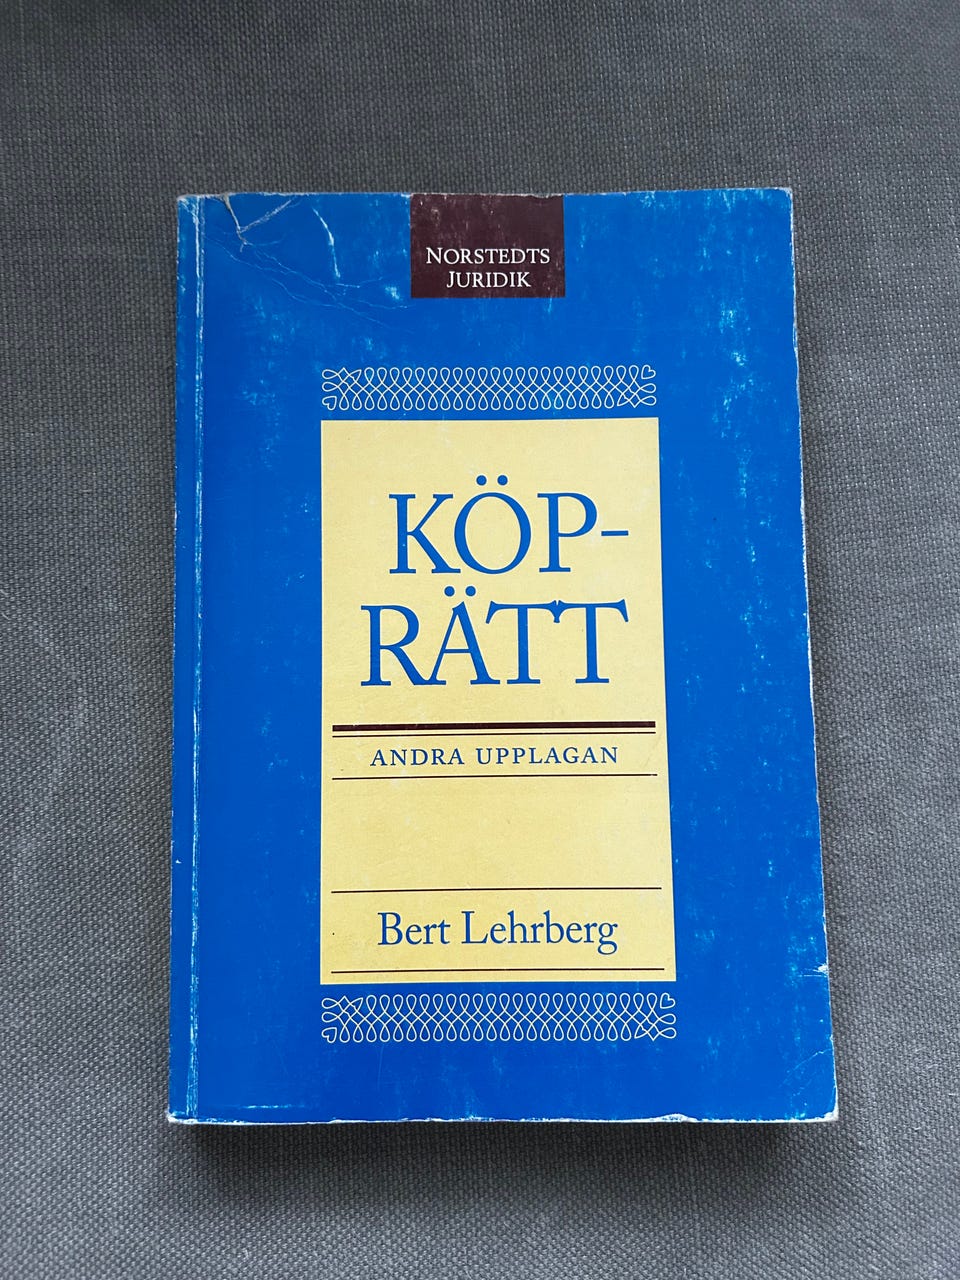 NORSTEDTS
JURIDIK
KÖP-
RÄTT
ANDRA UPPLAGAN
Bert Lehrberg